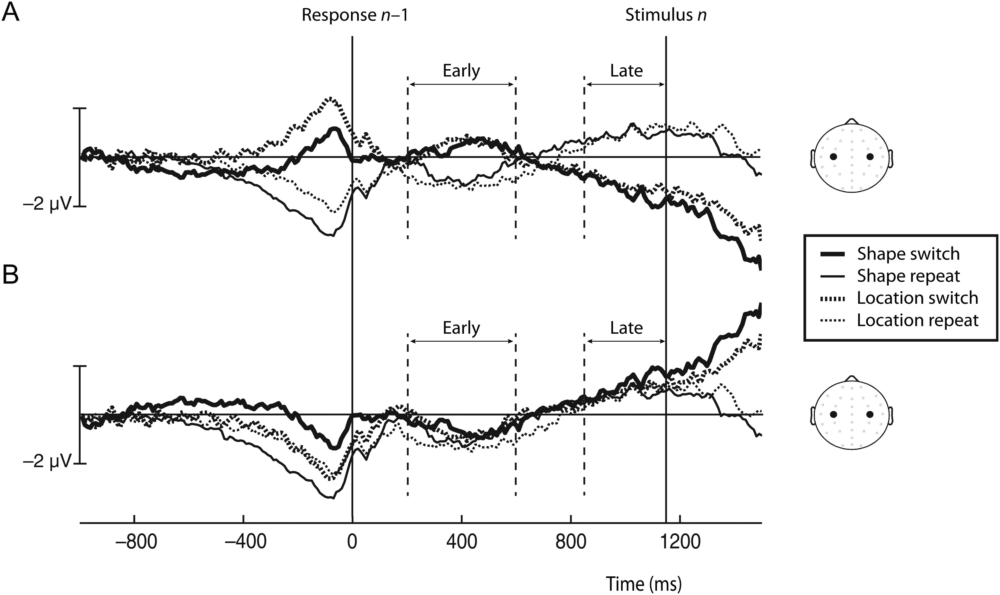 A
Response n–1
Stimulus n
Early
Late
–2 µV
Shape switch
Shape repeat
Location switch
Location repeat
B
Early
Late
–2 µV
–800
–400
0
400
800
1200
Time (ms)